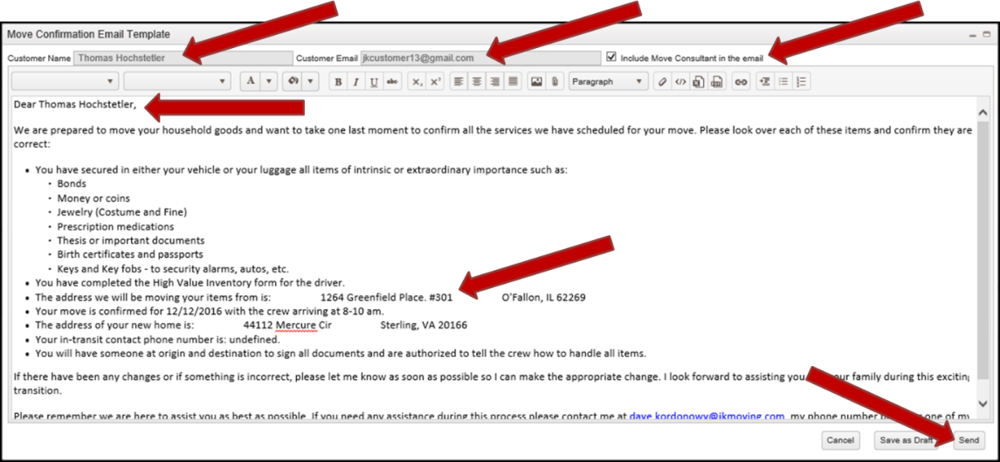 Move Confirmation Email Template
Customer Name Thomas Hochstetler Customer Email jkcustomer13@gmail.com Include Move Consultant in the email
A B I U abc X, X' Paragraph
Dear Thomas Hochstetler,
We are prepared to move your household goods and want to take one last moment to confirm all the services we have scheduled for your move. Please look over each of these items and confirm they are
correct:
• You have secured in either your vehicle or your luggage all items of intrinsic or extraordinary importance such as:
• Bonds
• Money or coins
• Jewelry (Costume and Fine)
• Prescription medications
• Thesis or important documents
• Birth certificates and passports
• Keys and Key fobs - to security alarms, autos, etc.
• You have completed the High Value Inventory form for the driver.
• The address we will be moving your items from is: 1264 Greenfield Place. #301 O'Fallon, IL 62269
• Your move is confirmed for 12/12/2016 with the crew arriving at 8-10 am.
• The address of your new home is: 44112 Mercure Cir Sterling, VA 20166
• Your in-transit contact phone number is: undefined.
• You will have someone at origin and destination to sign all documents and are authorized to tell the crew how to handle all items.
If there have been any changes or if something is incorrect, please let me know as soon as possible so I can make the appropriate change. I look forward to assisting you your family during this exciting
transition.
Please remember we are here to assist you as best as possible. If you need any assistance during this process please contact me at dave.kordonowy@jkmoving.com, my phone number one of my
Cancel Save as Draft Send